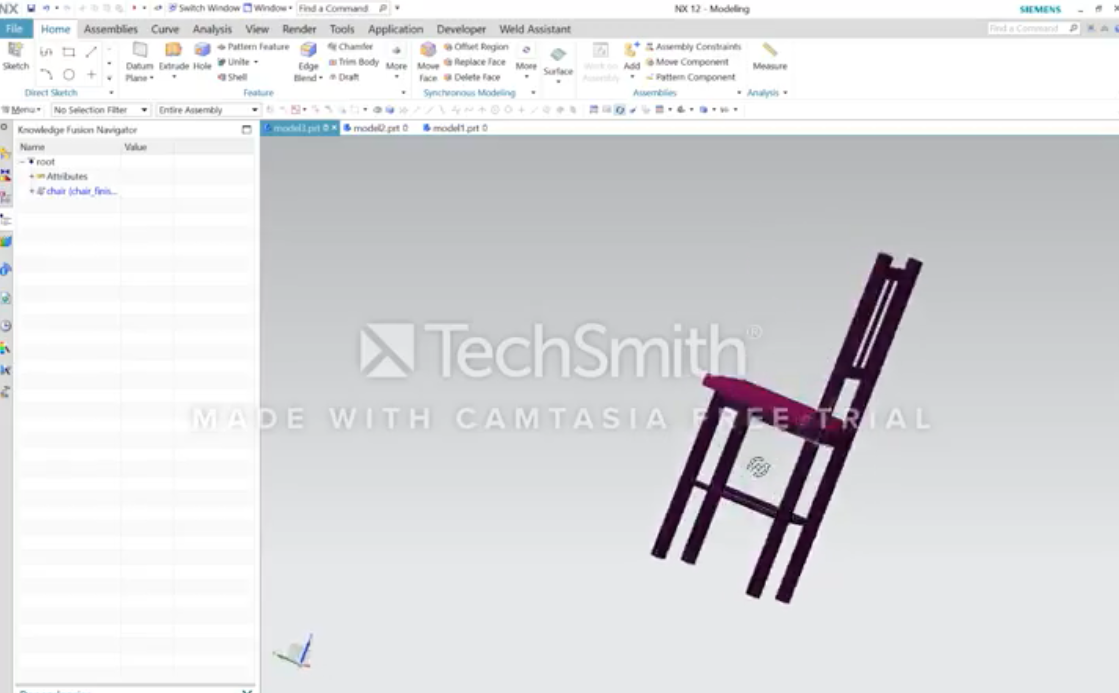 NX Switch Window Window Find a Command NX 12 - Modeling SIEMENS
File Home Assemblies Curve Analysis View Render Tools Application Developer Weld Assistant Find a Command
Sketch
Direct Sketch
Datum Plane
Extrude
Hole
Pattern Feature
Unite
Shell
Edge Blend
Chamfer
Trim Body
Draft
More
Feature
Move Face
Offset Region
Replace Face
Delete Face
More
Synchronous Modeling
Surface
Work on Assembly
Add
Assembly Constraints
Move Component
Pattern Component
Assemblies
Measure
Analysis
Menu No Selection Filter Entire Assembly
Knowledge Fusion Navigator
model3.prt model2.prt model1.prt
Name Value
root
Attributes
chair (chair_finis...
TechSmith®
MADE WITH CAMTASIA FREE TRIAL